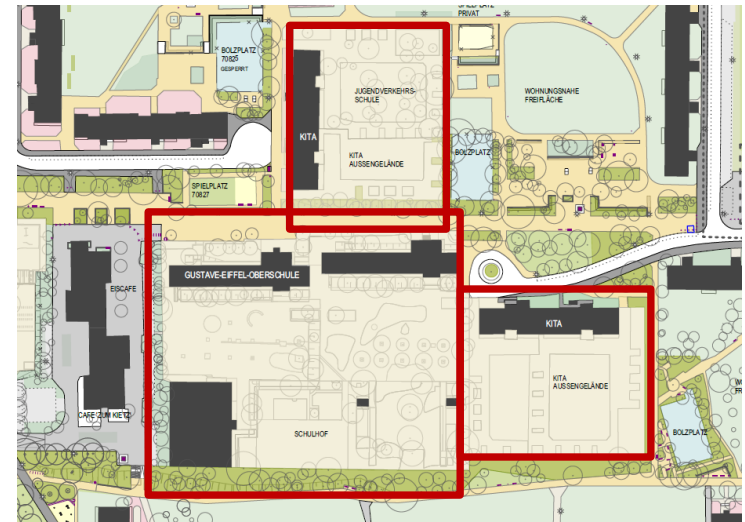 SPIELPLATZ
PRIVAT
BOLZPLATZ
70825
GESPERRT
JUGENDVERKEHRS-
SCHULE
WOHNUNGSNAHE
FREIFLÄCHE
KITA
KITA
AUSSENGELÄNDE
BOLZPLATZ
SPIELPLATZ
70827
GUSTAVE-EIFFEL-OBERSCHULE
EISCAFE
KITA
KITA
AUSSENGELÄNDE
CAFE (ZUM KIETZ)
SCHULHOF
BOLZPLATZ